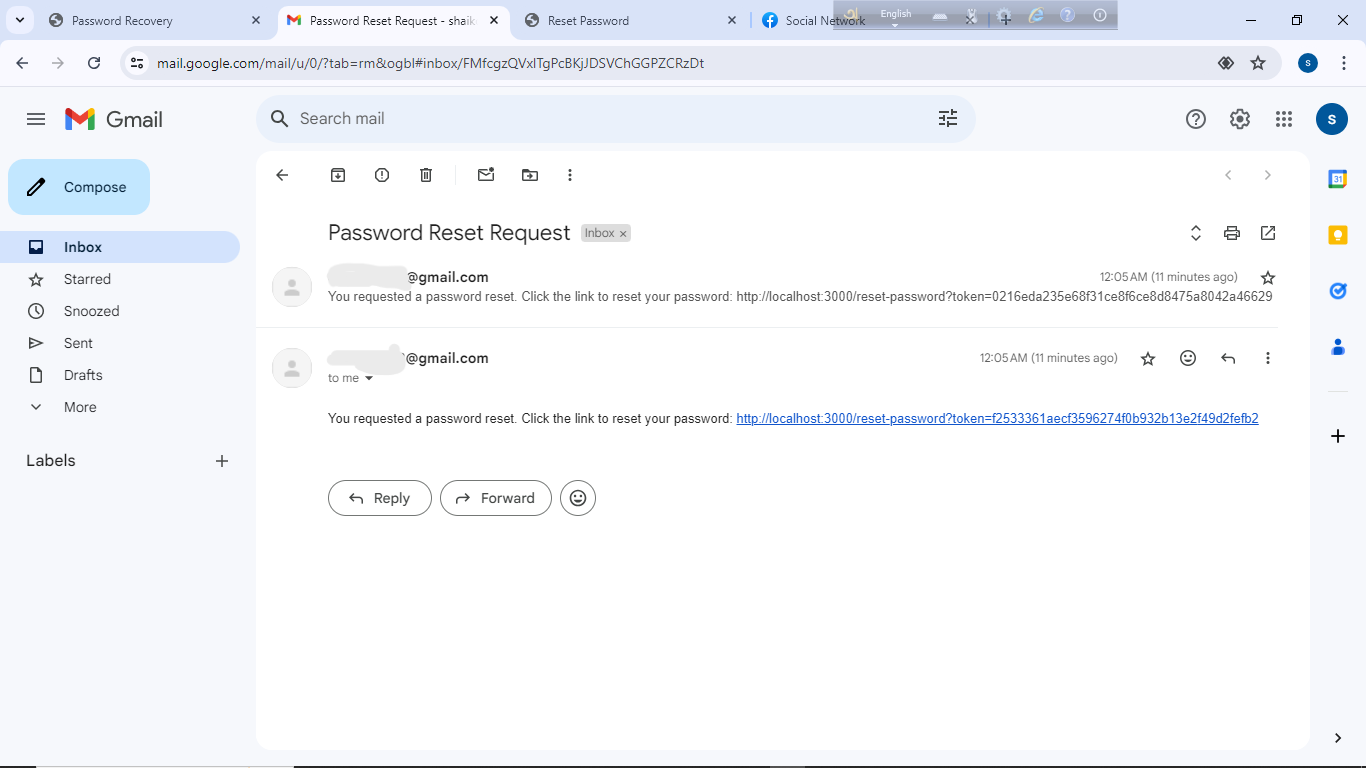 Password Recovery
Password Reset Request - shaik
Reset Password
Social Network
English
mail.google.com/mail/u/0/?tab=rm&ogbl#inbox/FMfcgzQVxlTgPcBKjJDSVChGGPZCRzDt
S
Gmail
Search mail
S
Compose
31
Inbox
Password Reset Request
Inbox ×
Starred
@gmail.com
12:05 AM (11 minutes ago)
You requested a password reset. Click the link to reset your password: http://localhost:3000/reset-password?token=0216eda235e68f31ce8f6ce8d8475a8042a46629
Snoozed
Sent
@gmail.com
12:05 AM (11 minutes ago)
Drafts
to me
More
You requested a password reset. Click the link to reset your password: http://localhost:3000/reset-password?token=f2533361aecf3596274f0b932b13e2f49d2fefb2
Labels
Reply
Forward